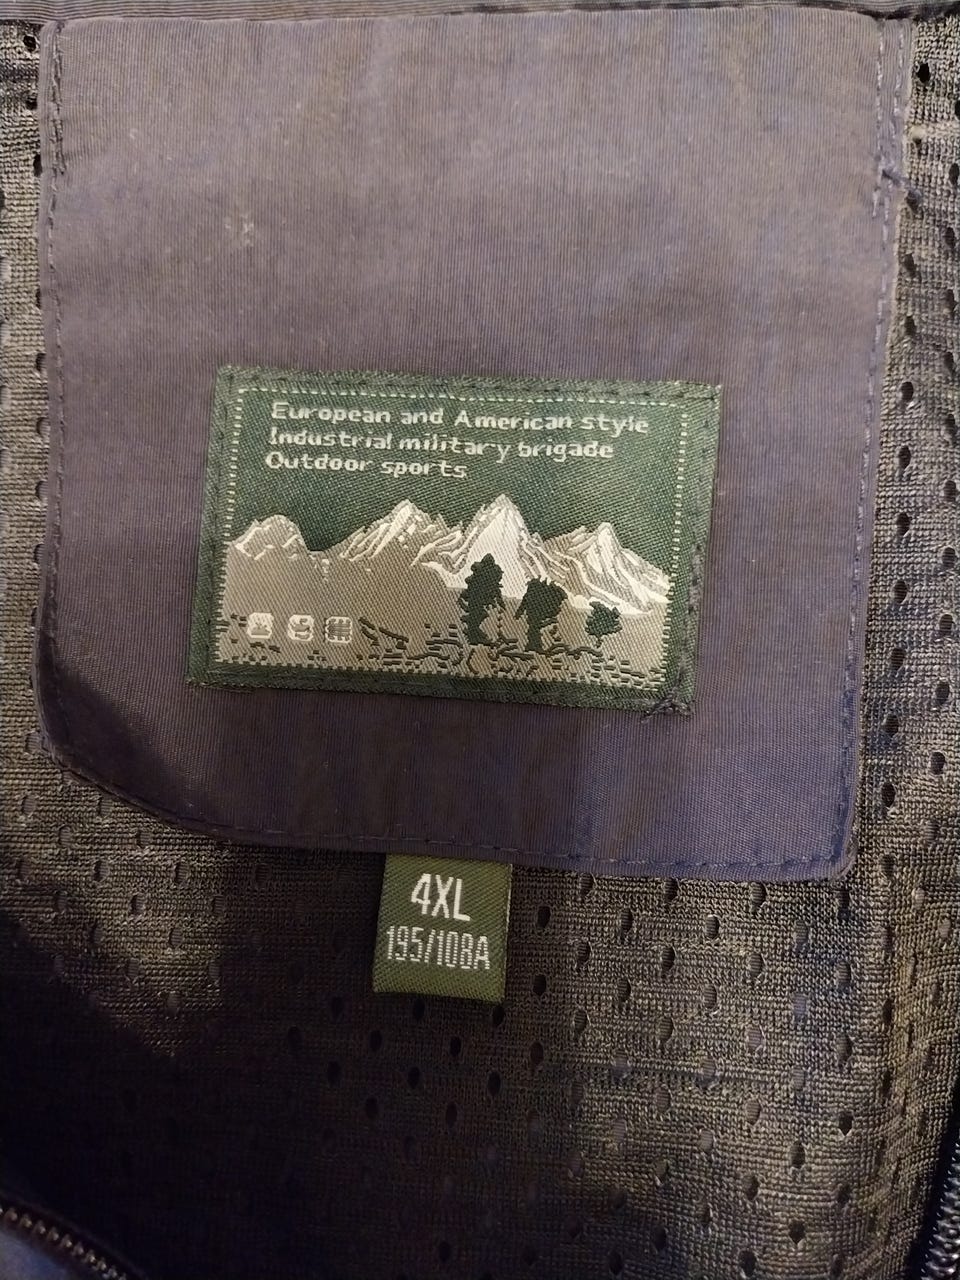 European and American style
Industrial military brigade
Outdoor sports
4XL
195/108A